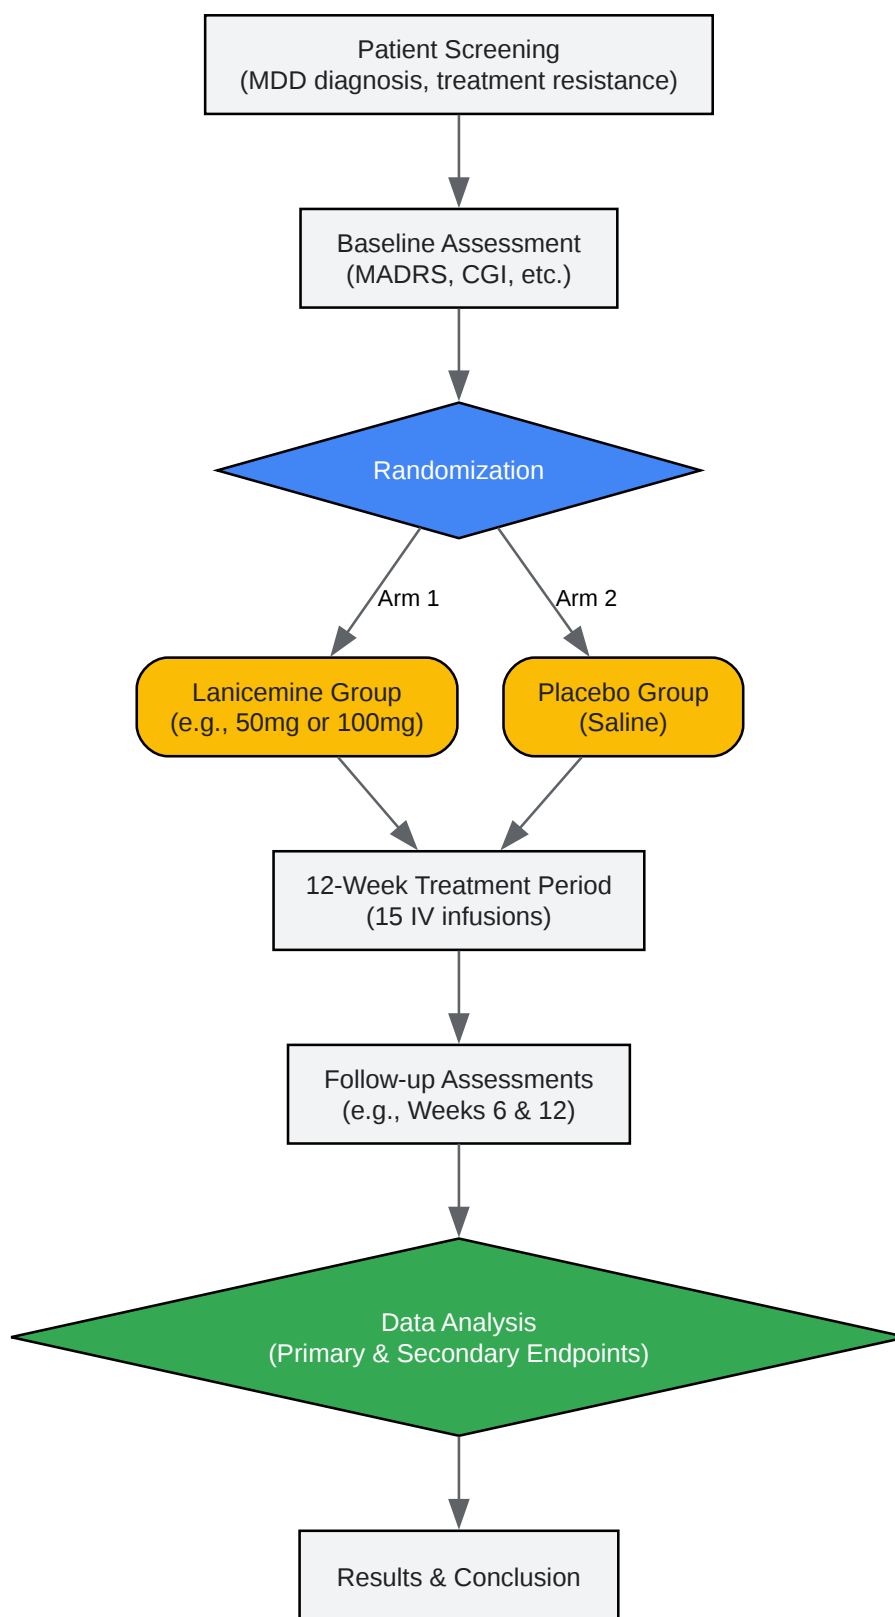 Patient Screening
(MDD diagnosis, treatment resistance)
Baseline Assessment
(MADRS, CGI, etc.)
Randomization
Arm 1
Arm 2
Lanicemine Group
(e.g., 50mg or 100mg)
Placebo Group
(Saline)
12-Week Treatment Period
(15 IV infusions)
Follow-up Assessments
(e.g., Weeks 6 & 12)
Data Analysis
(Primary & Secondary Endpoints)
Results & Conclusion